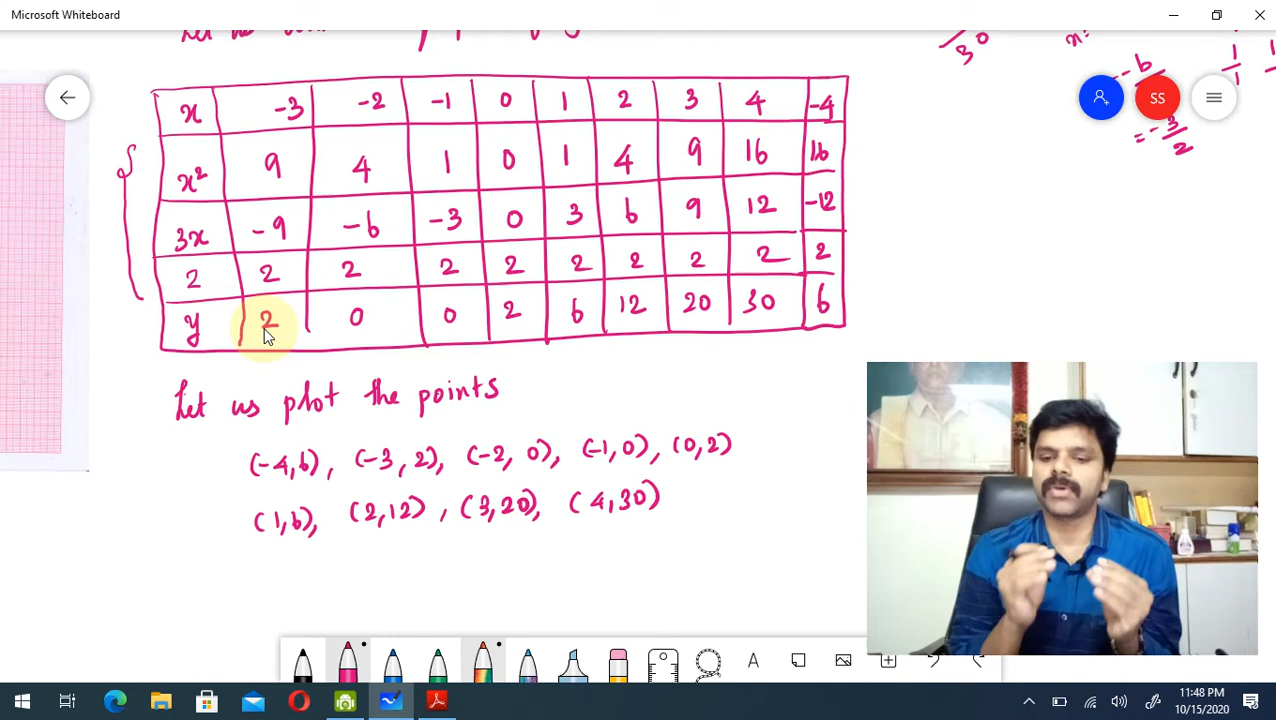 Microsoft Whiteboard
SS
x -3 -2 -1 0 1 2 3 4 -4
x² 9 4 1 0 1 4 9 16 16
3x -9 -6 -3 0 3 6 9 12 -12
2 2 2 2 2 2 2 2 2 2
y 2 0 0 2 6 12 20 30 6
30
= -3/2
Let us plot the points
(-4,6), (-3,2), (-2,0), (-1,0), (0,2)
(1,6), (2,12), (3,20), (4,30)
A
11:48 PM
10/15/2020